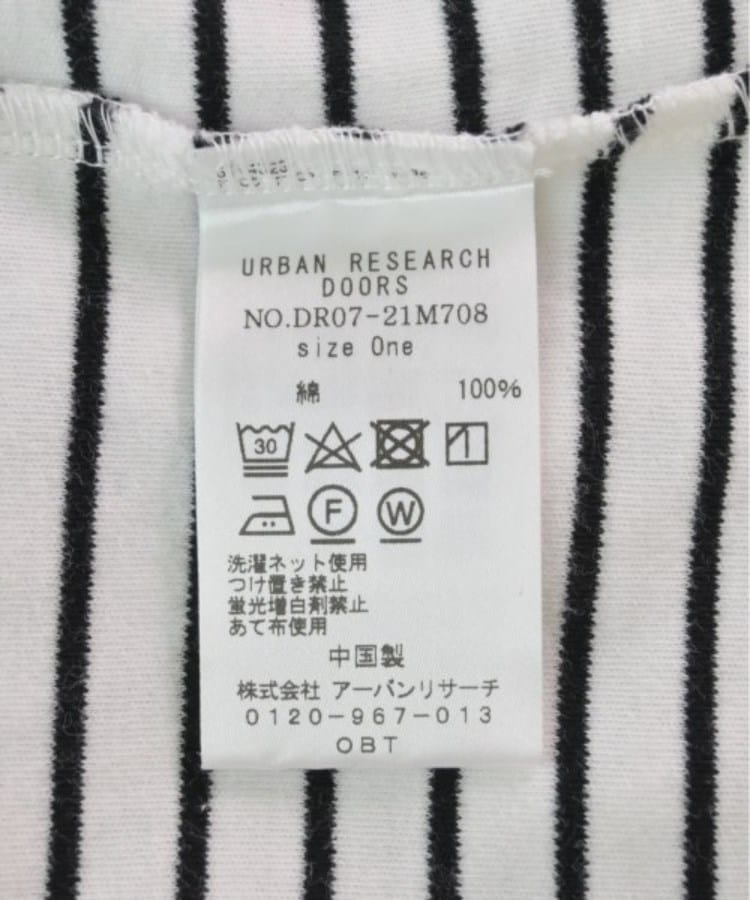 URBAN RESEARCH
DOORS
NO.DR07-21M708
size One
綿 100%
30
F W
洗濯ネット使用
つけ置き禁止
蛍光増白剤禁止
あて布使用
中国製
株式会社 アーバンリサーチ
0120-967-013
OBT